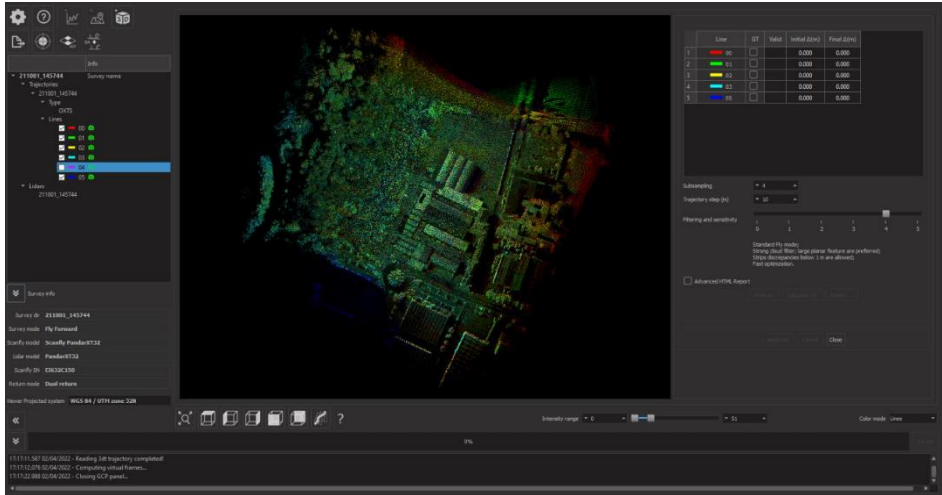 Info
211001_145744 Survey name
Trajectories
211001_145744
Type
OXTS
Lines
00
01
02
03
04
05
Lidars
211001_145744
Survey info
Survey dir 211001_145744
Survey mode Fly Forward
Scanfly model Scanfly PandarXT32
Lidar model PandarXT32
Scanfly SN
Return mode Dual return
Hover Projected system WGS 84 / UTM zone 32N
Line GT Valid Initial Δ(m) Final Δ(m)
1 00 0.000 0.000
2 01 0.000 0.000
3 02 0.000 0.000
4 03 0.000 0.000
5 05 0.000 0.000
Subsampling 4
Trajectory step (m) 10
Filtering and sensitivity
0 1 2 3 4 5
Standard Fly mode;
Strong cloud filter; large planar feature are preferred;
Strips discrepancies below 1 m are allowed;
Fast optimization.
Advanced HTML Report
Close
?
Intensity range 0 51
Color mode Lines
0%
17:17:11.587 02/04/2022 - Reading 3dt trajectory completed!
17:17:12.076 02/04/2022 - Computing virtual frames...
17:17:22.088 02/04/2022 - Closing GCP panel...